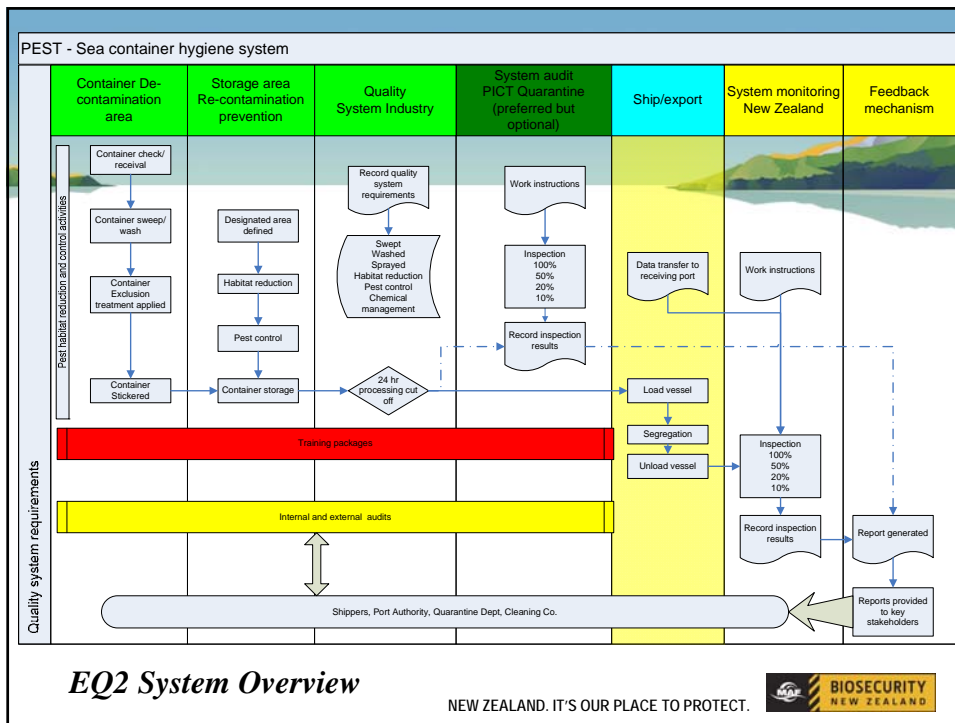 PEST - Sea container hygiene system
Container De-
contamination
area
Storage area
Re-contamination
prevention
Quality
System Industry
System audit
PICT Quarantine
(preferred but
optional)
Ship/export
System monitoring
New Zealand
Feedback
mechanism
Quality system requirements
Pest habitat reduction and control activities
Container check/
receival
Container sweep/
wash
Container
Exclusion
treatment applied
Container
Stickered
Designated area
defined
Habitat reduction
Pest control
Container storage
Record quality
system
requirements
Swept
Washed
Sprayed
Habitat reduction
Pest control
Chemical
management
24 hr
processing cut
off
Work instructions
Inspection
100%
50%
20%
10%
Record inspection
results
Data transfer to
receiving port
Load vessel
Segregation
Unload vessel
Work instructions
Inspection
100%
50%
20%
10%
Record inspection
results
Report generated
Reports provided
to key
stakeholders
Training packages
Internal and external audits
Shippers, Port Authority, Quarantine Dept, Cleaning Co.
EQ2 System Overview
NEW ZEALAND. IT'S OUR PLACE TO PROTECT.
MAF
BIOSECURITY
NEW ZEALAND